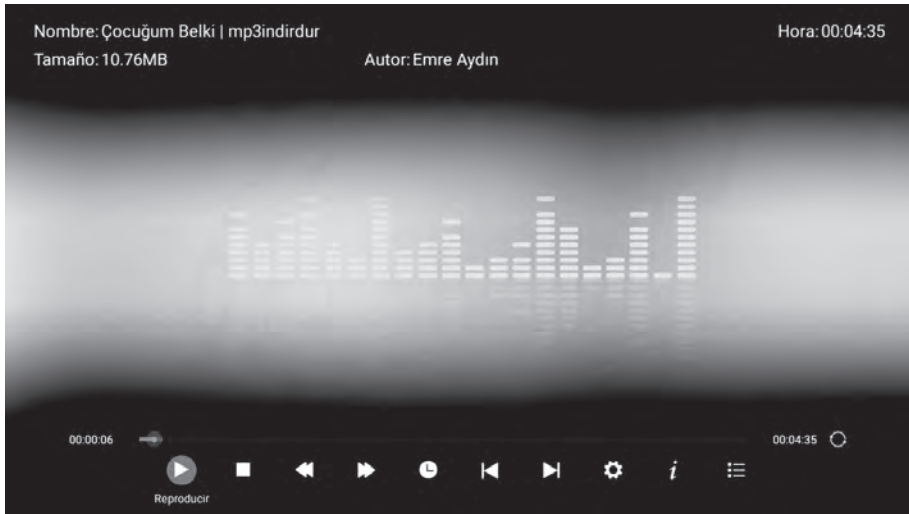 Nombre: Çocuğum Belki | mp3indirdur Hora: 00:04:35
Tamaño: 10.76MB Autor: Emre Aydın
00:00:06 00:04:35
Reproducir